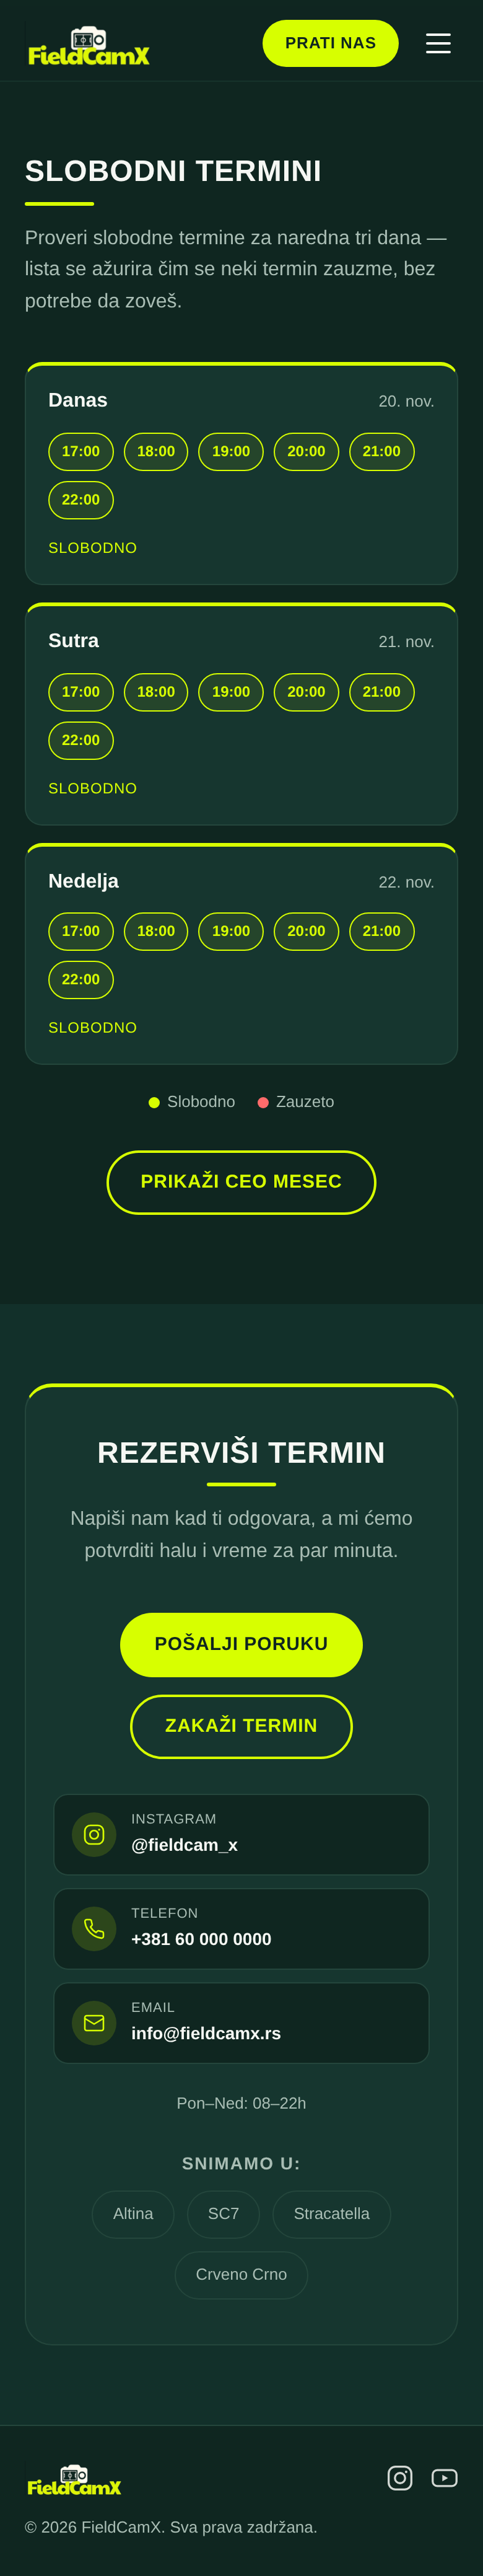 FieldCamX
PRATI NAS
SLOBODNI TERMINI
Proveri slobodne termine za naredna tri dana —
lista se ažurira čim se neki termin zauzme, bez
potrebe da zoveš.
Danas 20. nov.
17:00 18:00 19:00 20:00 21:00
22:00
SLOBODNO
Sutra 21. nov.
17:00 18:00 19:00 20:00 21:00
22:00
SLOBODNO
Nedelja 22. nov.
17:00 18:00 19:00 20:00 21:00
22:00
SLOBODNO
Slobodno Zauzeto
PRIKAŽI CEO MESEC
REZERVIŠI TERMIN
Napiši nam kad ti odgovara, a mi ćemo
potvrditi halu i vreme za par minuta.
POŠALJI PORUKU
ZAKAŽI TERMIN
INSTAGRAM
@fieldcam_x
TELEFON
+381 60 000 0000
EMAIL
info@fieldcamx.rs
Pon–Ned: 08–22h
SNIMAMO U:
Altina SC7 Stracatella
Crveno Crno
FieldCamX
© 2026 FieldCamX. Sva prava zadržana.